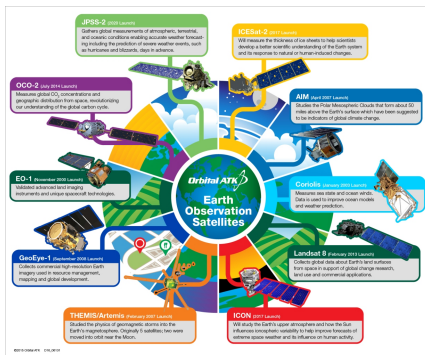 JPSS-2 (2020 Launch)
Gathers global measurements of atmospheric, terrestrial,
and oceanic conditions enabling accurate weather forecast-
ing including the prediction of severe weather events, such
as hurricanes and blizzards, days in advance.
ICESat-2 (2017 Launch)
Will measure the thickness of ice sheets to help scientists
develop a better scientific understanding of the Earth system
and its response to natural or human-induced changes.
OCO-2 (July 2014 Launch)
Measures global CO₂ concentrations and
geographic distribution from space, revolutionizing
our understanding of the global carbon cycle.
AIM (April 2007 Launch)
Studies the Polar Mesospheric Clouds that form about 50
miles above the Earth's surface which have been suggested
to be indicators of global climate change.
EO-1 (November 2000 Launch)
Validated advanced land imaging
instruments and unique spacecraft technologies.
Orbital ATK
Earth
Observation
Satellites
Coriolis (January 2003 Launch)
Measures sea state and ocean winds.
Data is used to improve ocean models
and weather prediction.
GeoEye-1 (September 2008 Launch)
Collects commercial high-resolution Earth
imagery used in resource management,
mapping and global development.
Landsat 8 (February 2013 Launch)
Collects global data about Earth's land surfaces
from space in support of global change research,
land use and commercial applications.
THEMIS/Artemis (February 2007 Launch)
Studied the physics of geomagnetic storms into the
Earth's magnetosphere. Originally 5 satellites; two were
moved into orbit near the Moon.
ICON (2017 Launch)
Will study the Earth's upper atmosphere and how the Sun
influences ionospheric variability to help improve forecasts of
extreme space weather and its influence on human activity.